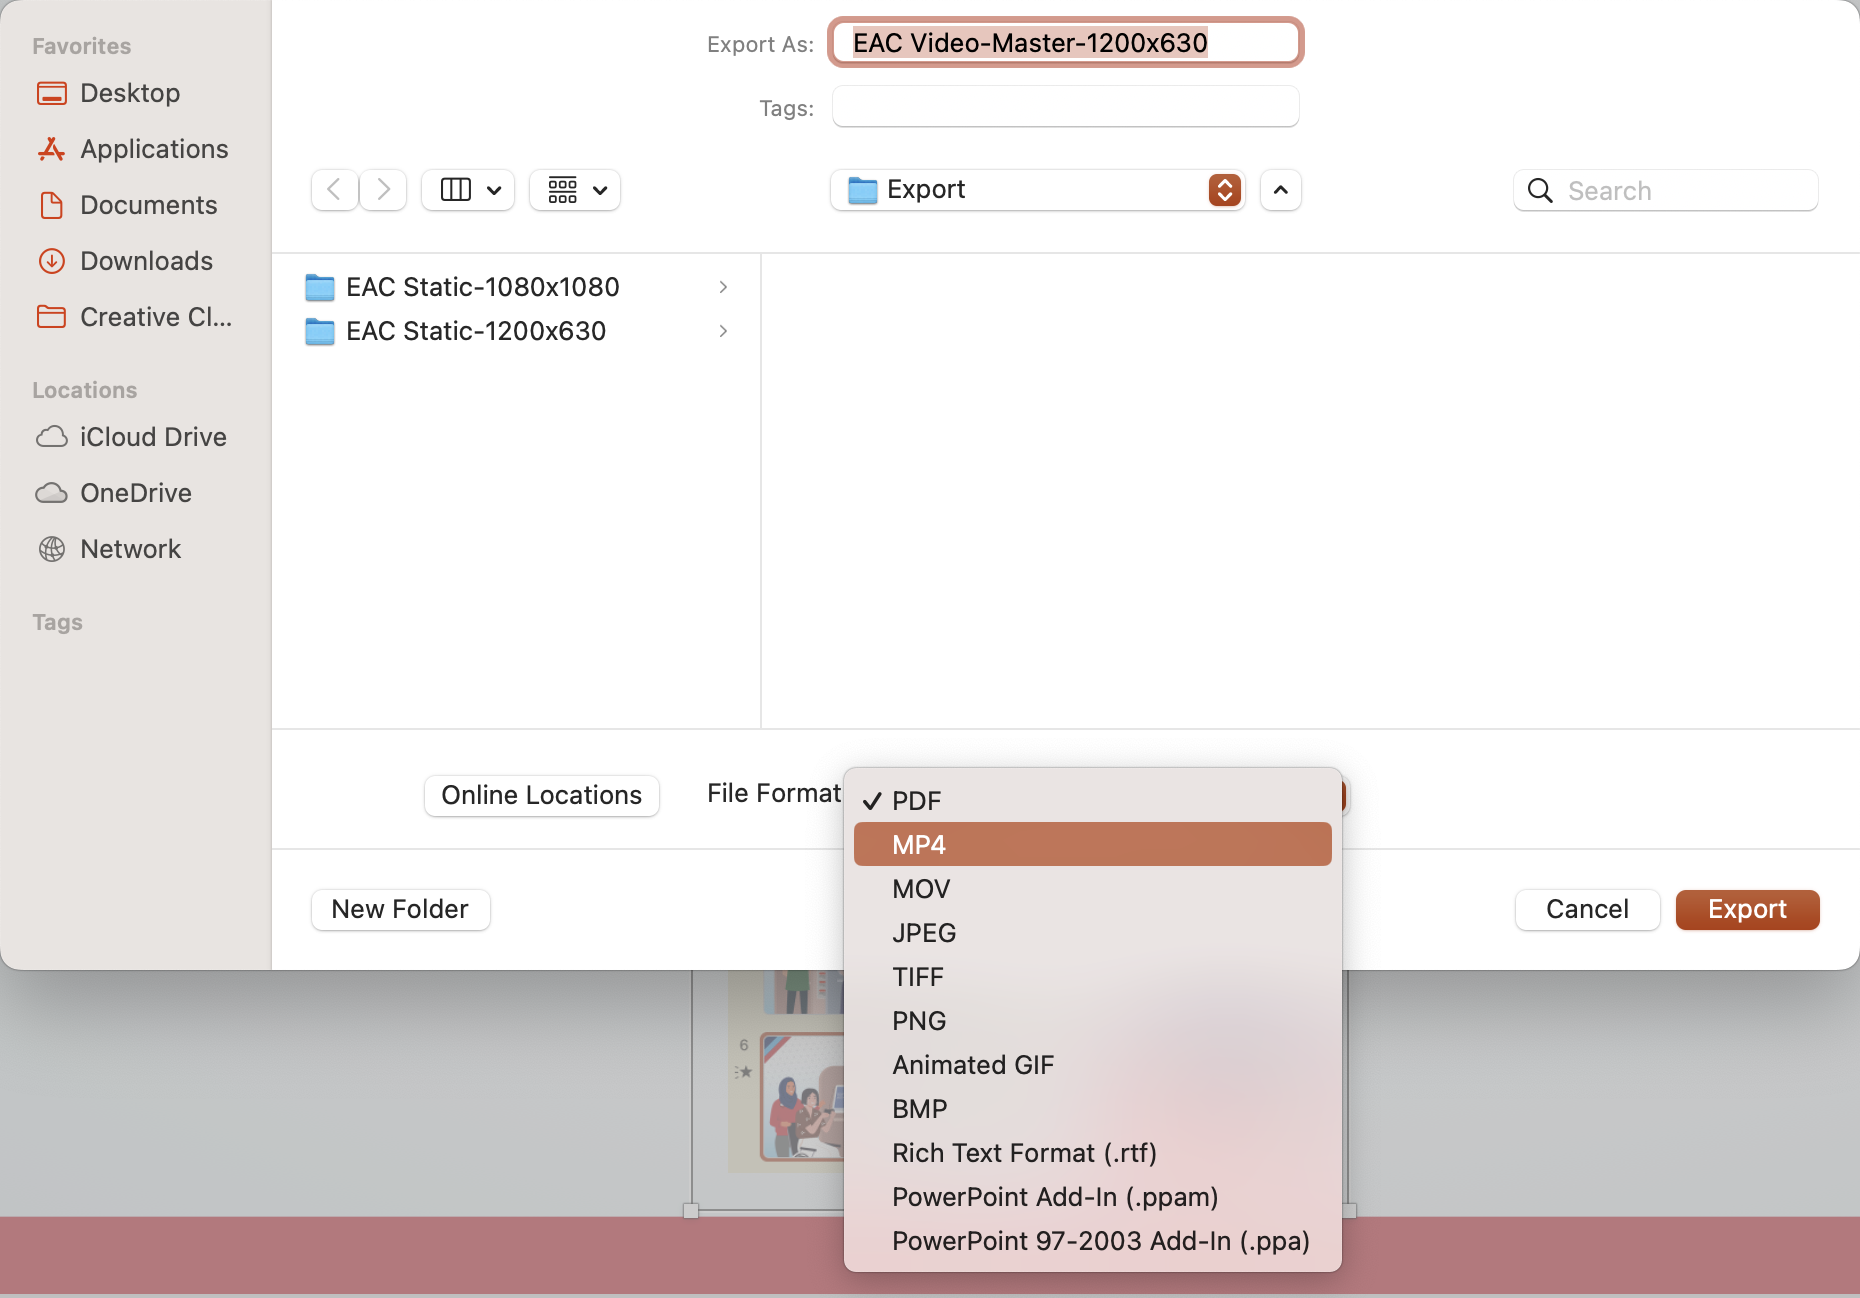 Favorites
Desktop
Applications
Documents
Downloads
Creative Cl...
Locations
iCloud Drive
OneDrive
Network
Tags
Export As: EAC Video-Master-1200x630
Tags:
Export
Search
EAC Static-1080x1080
EAC Static-1200x630
Online Locations
File Format
PDF
MP4
MOV
JPEG
TIFF
PNG
Animated GIF
BMP
Rich Text Format (.rtf)
PowerPoint Add-In (.ppam)
PowerPoint 97-2003 Add-In (.ppa)
New Folder
Cancel
Export
6